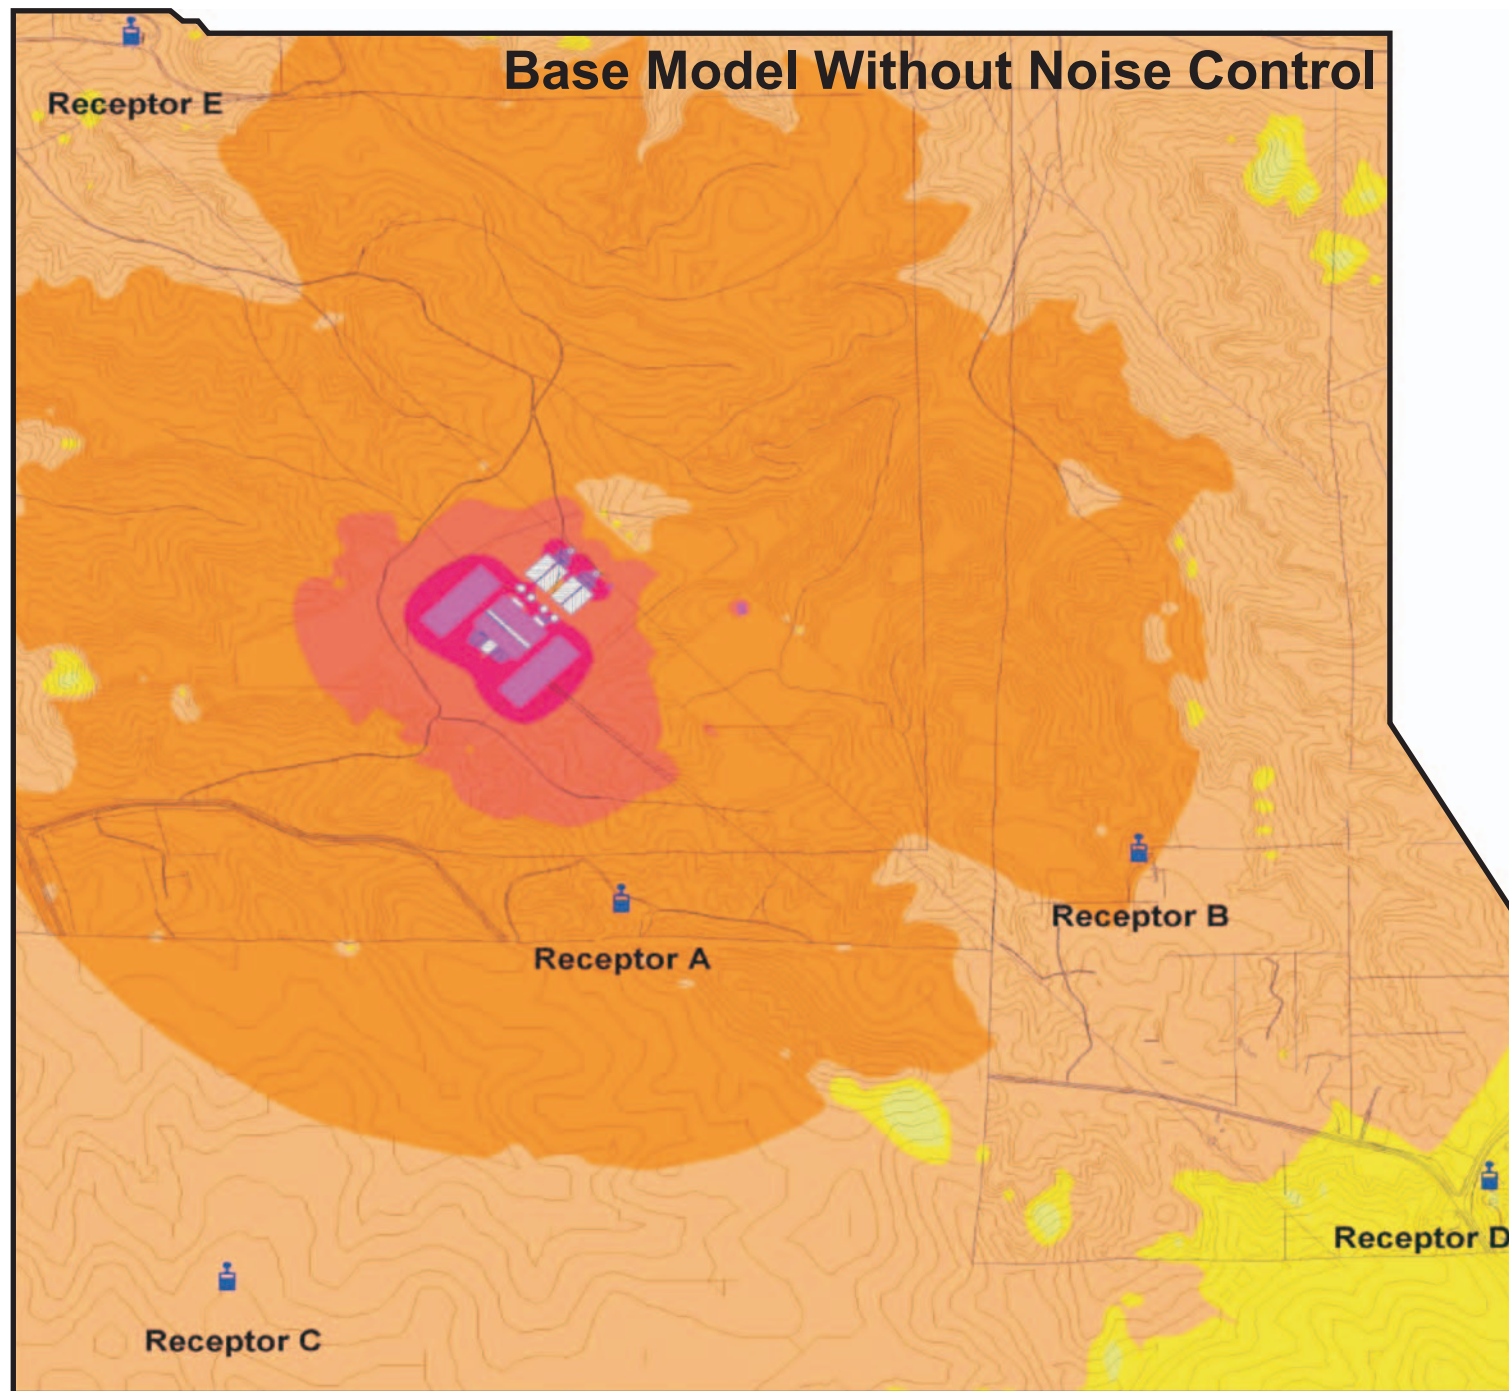 Base Model Without Noise Control
Receptor E
Receptor B
Receptor A
Receptor D
Receptor C